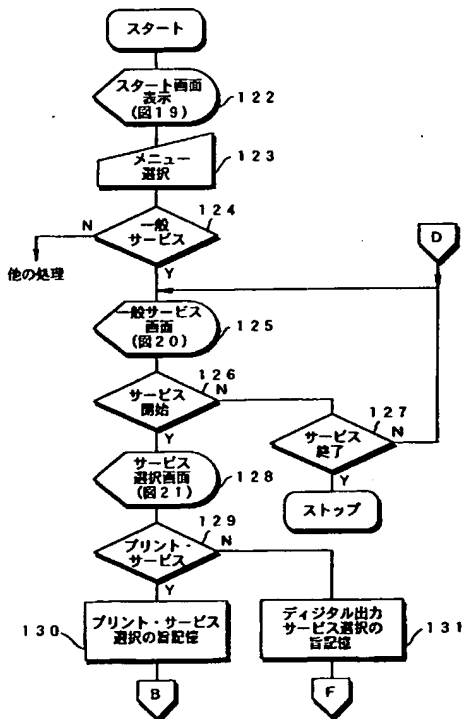 スタート
スタート画面
表示
(図19)
122
メニュー
選択
123
124
一般
サービス
N
Y
他の処理
D
一般サービス
画面
(図20)
125
126
サービス
開始
N
Y
127
サービス
終了
N
Y
ストップ
サービス
選択画面
(図21)
128
129
プリント・
サービス
N
Y
130
プリント・サービス
選択の旨記憶
ディジタル出力
サービス選択の
旨記憶
131
B
F